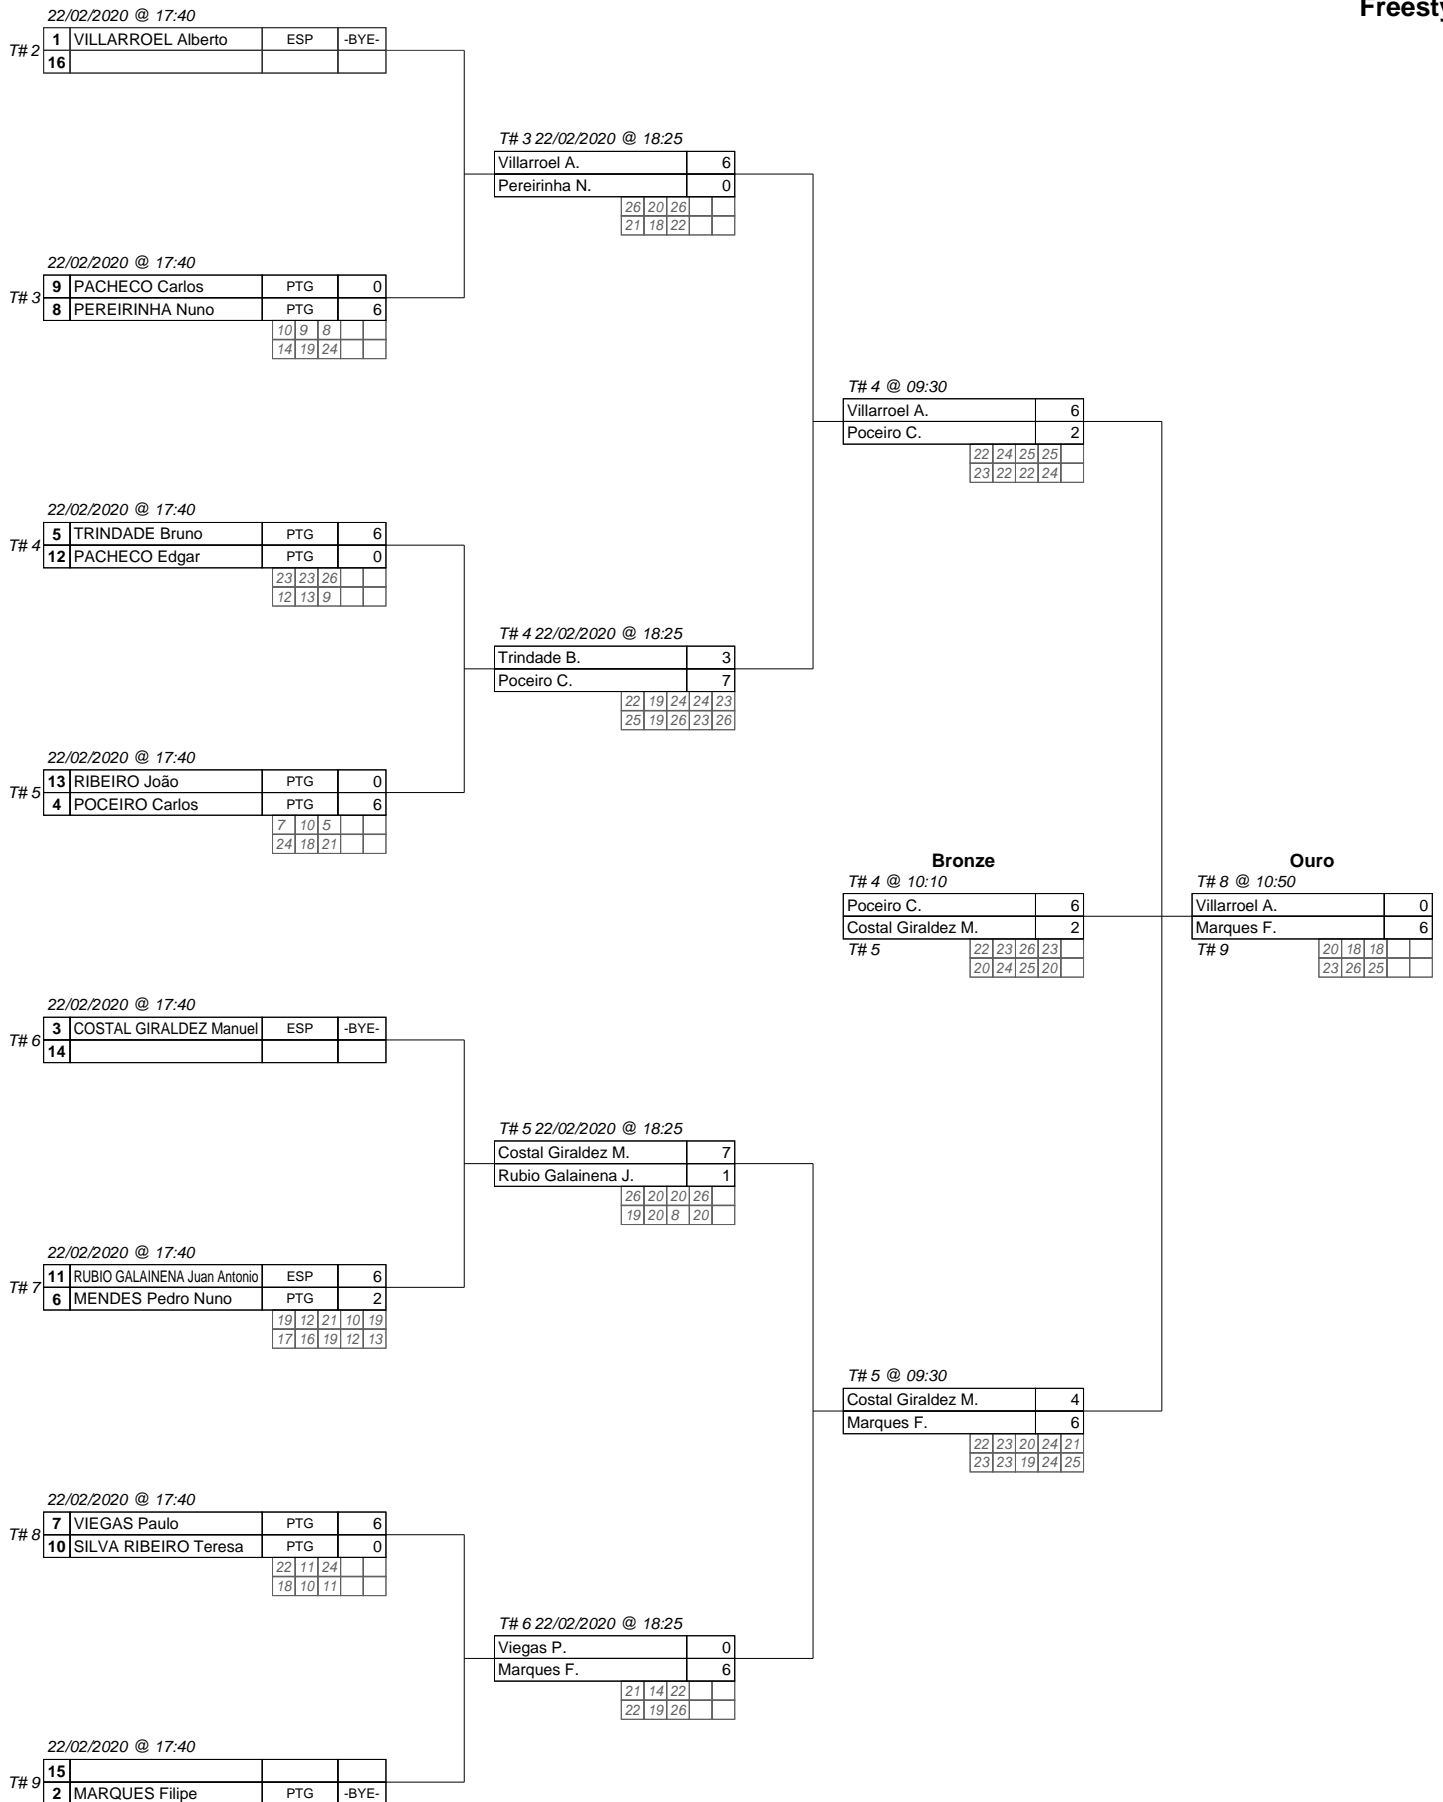 Freesty
22/02/2020 @ 17:40
T# 2
1 VILLARROEL Alberto ESP -BYE-
16
T# 3 22/02/2020 @ 18:25
Villarroel A. 6
Pereirinha N. 0
26 20 26
21 18 22
22/02/2020 @ 17:40
T# 3
9 PACHECO Carlos PTG 0
8 PEREIRINHA Nuno PTG 6
10 9 8
14 19 24
T# 4 @ 09:30
Villarroel A. 6
Poceiro C. 2
22 24 25 25
23 22 22 24
22/02/2020 @ 17:40
T# 4
5 TRINDADE Bruno PTG 6
12 PACHECO Edgar PTG 0
23 23 26
12 13 9
T# 4 22/02/2020 @ 18:25
Trindade B. 3
Poceiro C. 7
22 19 24 24 23
25 19 26 23 26
22/02/2020 @ 17:40
T# 5
13 RIBEIRO João PTG 0
4 POCEIRO Carlos PTG 6
7 10 5
24 18 21
Bronze
T# 4 @ 10:10
Poceiro C. 6
Costal Giraldez M. 2
T# 5
22 23 26 23
20 24 25 20
Ouro
T# 8 @ 10:50
Villarroel A. 0
Marques F. 6
T# 9
20 18 18
23 26 25
22/02/2020 @ 17:40
T# 6
3 COSTAL GIRALDEZ Manuel ESP -BYE-
14
T# 5 22/02/2020 @ 18:25
Costal Giraldez M. 7
Rubio Galainena J. 1
26 20 20 26
19 20 8 20
22/02/2020 @ 17:40
T# 7
11 RUBIO GALAINENA Juan Antonio ESP 6
6 MENDES Pedro Nuno PTG 2
19 12 21 10 19
17 16 19 12 13
T# 5 @ 09:30
Costal Giraldez M. 4
Marques F. 6
22 23 20 24 21
23 23 19 24 25
22/02/2020 @ 17:40
T# 8
7 VIEGAS Paulo PTG 6
10 SILVA RIBEIRO Teresa PTG 0
22 11 24
18 10 11
T# 6 22/02/2020 @ 18:25
Viegas P. 0
Marques F. 6
21 14 22
22 19 26
22/02/2020 @ 17:40
T# 9
15
2 MARQUES Filipe PTG -BYE-